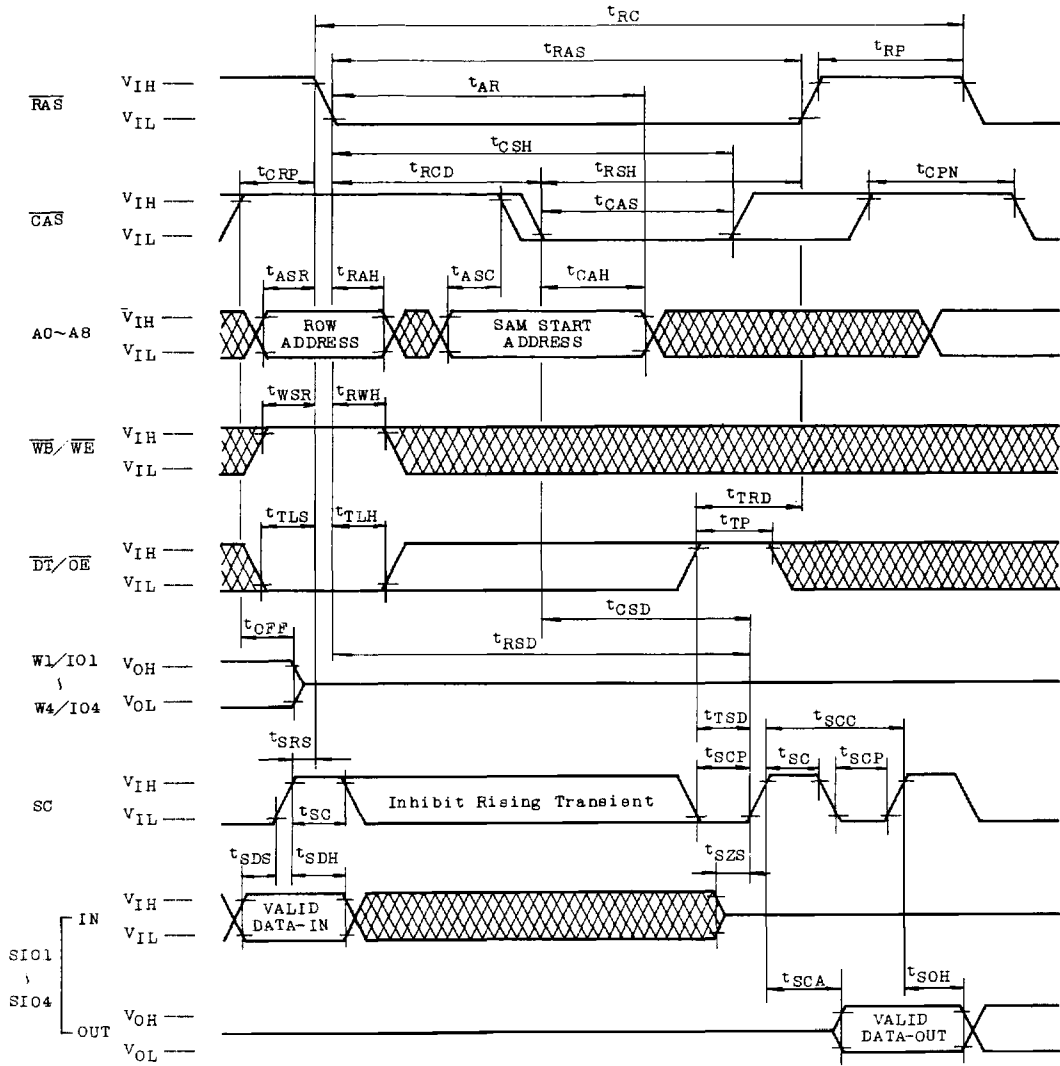 tRC
tRAS
tRP
tAR
RAS
VIH
VIL
tCSH
tCRP
tRCD
tRSH
tCPN
CAS
VIH
VIL
tCAS
tASR
tRAH
tASC
tCAH
A0~A8
VIH
VIL
ROW ADDRESS
SAM START ADDRESS
tWSR
tRWH
WB/WE
VIH
VIL
tTRD
tTP
tTLS
tTLH
DT/OE
VIH
VIL
tCSD
tOFF
tRSD
W1/IO1
~
W4/IO4
VOH
VOL
tTSD
tSCC
tSRS
tSCP
tSC
tSCP
SC
VIH
VIL
tSC
Inhibit Rising Transient
tSDS
tSDH
tSZS
SIO1
~
SIO4
IN
VIH
VIL
VALID DATA-IN
tSCA
tSOH
OUT
VOH
VOL
VALID DATA-OUT